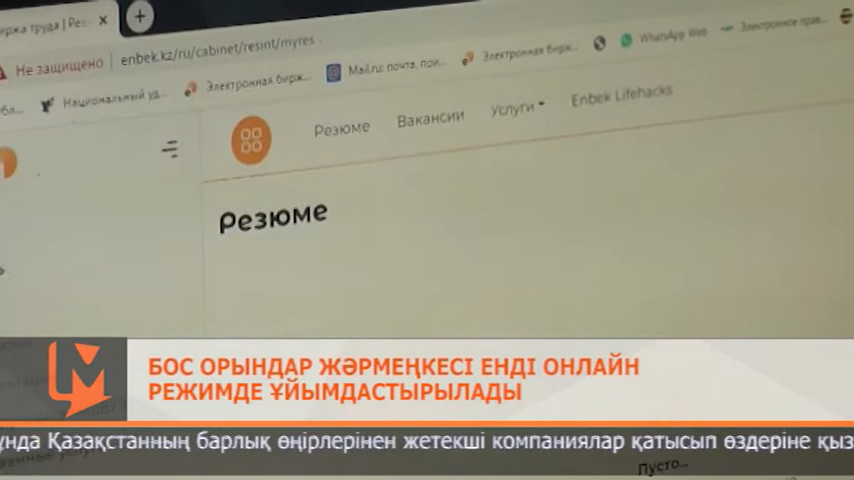 иржа труда | Рез
Не защищено | enbek.kz/ru/cabinet/resint/myres
Национальный уд...
Электронная бирж...
Mail.ru: почта, пои...
Электронная бирж...
WhatsApp Web
Электронное прав...
Резюме
Вакансии
Услуги
Enbek Lifehacks
Резюме
БОС ОРЫНДАР ЖӘРМЕҢКЕСІ ЕНДІ ОНЛАЙН
РЕЖИМДЕ ҰЙЫМДАСТЫРЫЛАДЫ
унда Қазақстанның барлық өңірлерінен жетекші компаниялар қатысып өздеріне қыз
Пусто...